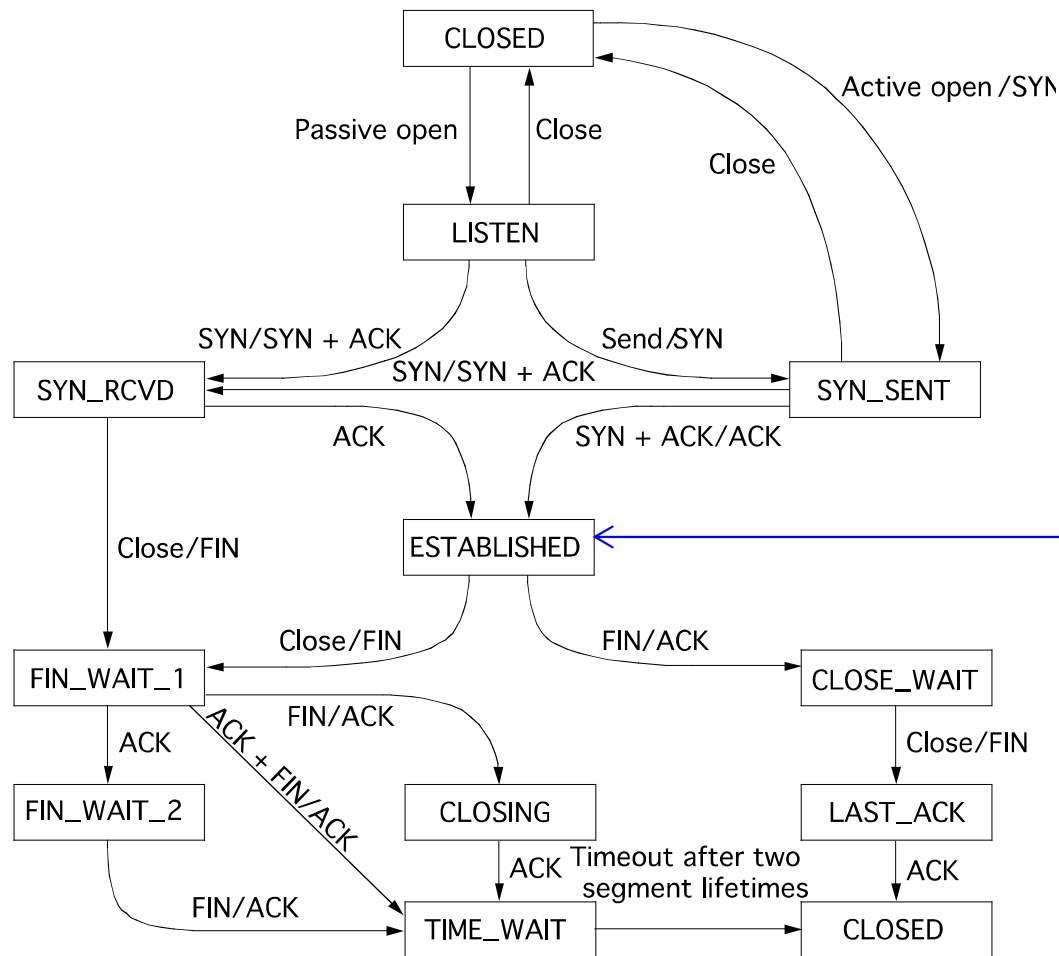 CLOSED
Active open /SYN
Passive open
Close
Close
LISTEN
SYN/SYN + ACK
Send/SYN
SYN/SYN + ACK
SYN_RCVD
SYN_SENT
ACK
SYN + ACK/ACK
ESTABLISHED
Close/FIN
Close/FIN
FIN/ACK
FIN_WAIT_1
CLOSE_WAIT
FIN/ACK
ACK + FIN/ACK
ACK
Close/FIN
FIN_WAIT_2
CLOSING
LAST_ACK
ACK
Timeout after two
segment lifetimes
ACK
FIN/ACK
TIME_WAIT
CLOSED